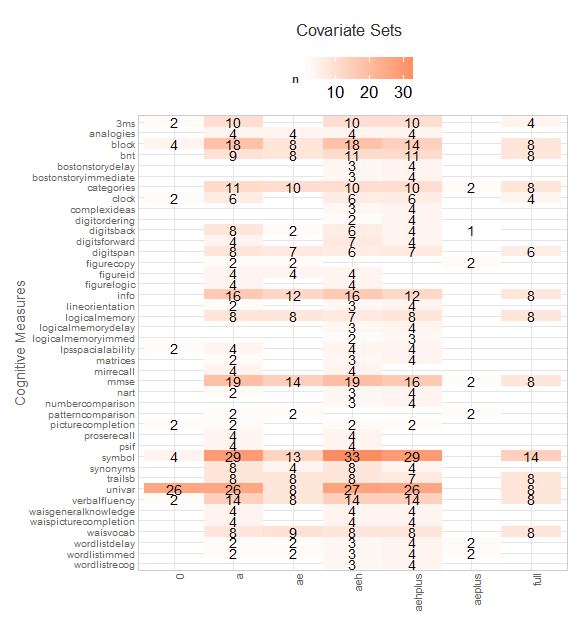 Covariate Sets
n
10 20 30
Cognitive Measures
3ms 2 10 10 10 4
analogies 4 4 4 4
block 4 18 8 18 14 8
bnt 9 8 11 11 8
bostonstorydelay 3 4
bostonstoryimmediate 3 4
categories 11 10 10 10 2 8
clock 2 6 6 6 4
complexideas 3 4
digitordering 2 4
digitsback 8 2 6 4 1
digitsforward 4 7 4
digitspan 8 7 6 7 6
figurecopy 2 2 2
figureid 4 4 4
figurelogic 4 4
info 16 12 16 12 8
lineorientation 2 3 4
logicalmemory 8 8 7 8 8
logicalmemorydelay 3 4
logicalmemoryimmed 2 3
lpsspacialability 2 4 4 4
matrices 2 3 4
mirrecall 4 4
mmse 19 14 19 16 2 8
nart 2 3 4
numbercomparison 3 4
patterncomparison 2 2 2
picturecompletion 2 2 2 2
proserecall 4 4
psif 4 4
symbol 4 29 13 33 29 14
synonyms 8 4 8 4
trailsb 8 8 8 7 8
univar 26 26 8 27 26 8
verbalfluency 2 14 8 14 14 8
waisgeneralknowledge 4 4 4
waispicturecompletion 4 4 4
waisvocab 8 9 8 8 8
wordlistdelay 2 2 3 4 2
wordlistimmed 2 2 3 4 2
wordlistrecog 3 4
0 a ae aeh aehplus aeplus full